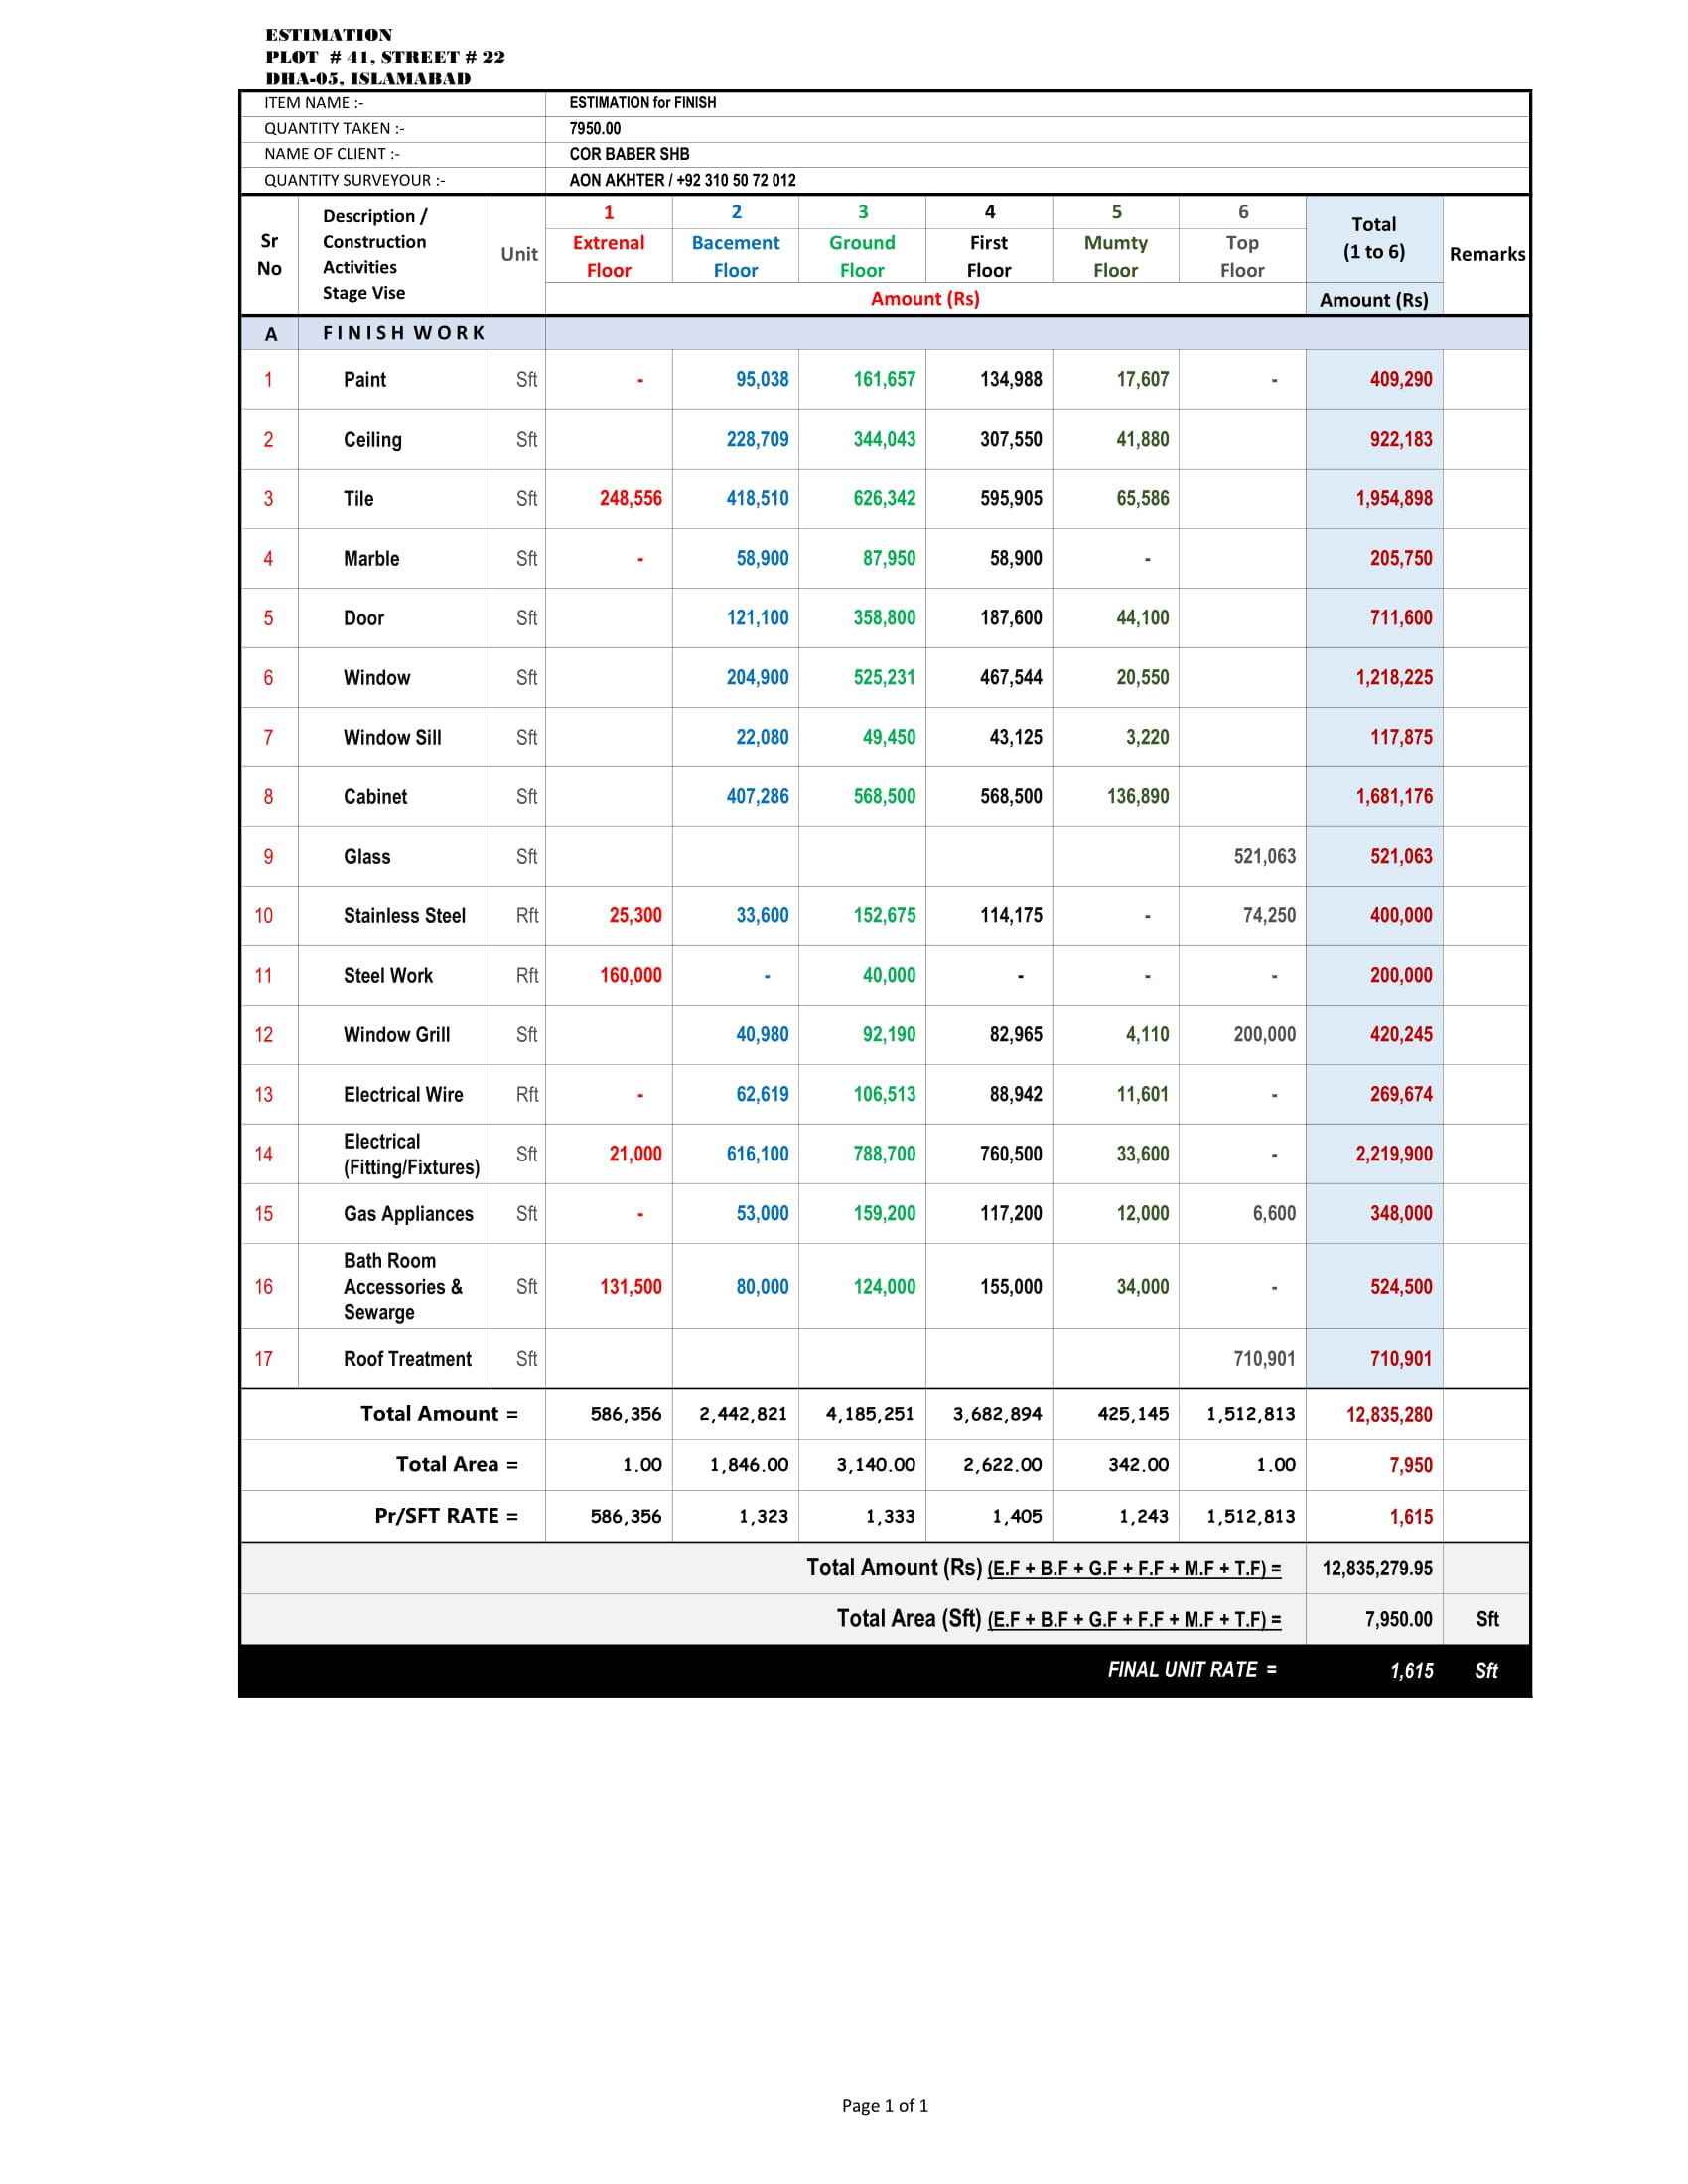 ESTIMATION
PLOT # 41, STREET # 22
DHA-05, ISLAMABAD
ITEM NAME :- ESTIMATION for FINISH
QUANTITY TAKEN :- 7950.00
NAME OF CLIENT :- COR BABER SHB
QUANTITY SURVEYOUR :- AON AKHTER / +92 310 50 72 012
Sr No Description / Construction Activities Stage Vise Unit 1 2 3 4 5 6 Total (1 to 6) Remarks
Extrenal Floor Bacement Floor Ground Floor First Floor Mumty Floor Top Floor
Amount (Rs) Amount (Rs)
A FINISH WORK
1 Paint Sft - 95,038 161,657 134,988 17,607 - 409,290
2 Ceiling Sft 228,709 344,043 307,550 41,880 922,183
3 Tile Sft 248,556 418,510 626,342 595,905 65,586 1,954,898
4 Marble Sft - 58,900 87,950 58,900 - 205,750
5 Door Sft 121,100 358,800 187,600 44,100 711,600
6 Window Sft 204,900 525,231 467,544 20,550 1,218,225
7 Window Sill Sft 22,080 49,450 43,125 3,220 117,875
8 Cabinet Sft 407,286 568,500 568,500 136,890 1,681,176
9 Glass Sft 521,063 521,063
10 Stainless Steel Rft 25,300 33,600 152,675 114,175 - 74,250 400,000
11 Steel Work Rft 160,000 - 40,000 - - - 200,000
12 Window Grill Sft 40,980 92,190 82,965 4,110 200,000 420,245
13 Electrical Wire Rft - 62,619 106,513 88,942 11,601 - 269,674
14 Electrical (Fitting/Fixtures) Sft 21,000 616,100 788,700 760,500 33,600 - 2,219,900
15 Gas Appliances Sft - 53,000 159,200 117,200 12,000 6,600 348,000
16 Bath Room Accessories & Sewarge Sft 131,500 80,000 124,000 155,000 34,000 - 524,500
17 Roof Treatment Sft 710,901 710,901
Total Amount = 586,356 2,442,821 4,185,251 3,682,894 425,145 1,512,813 12,835,280
Total Area = 1.00 1,846.00 3,140.00 2,622.00 342.00 1.00 7,950
Pr/SFT RATE = 586,356 1,323 1,333 1,405 1,243 1,512,813 1,615
Total Amount (Rs) (E.F + B.F + G.F + F.F + M.F + T.F) = 12,835,279.95
Total Area (Sft) (E.F + B.F + G.F + F.F + M.F + T.F) = 7,950.00 Sft
FINAL UNIT RATE = 1,615 Sft
Page 1 of 1